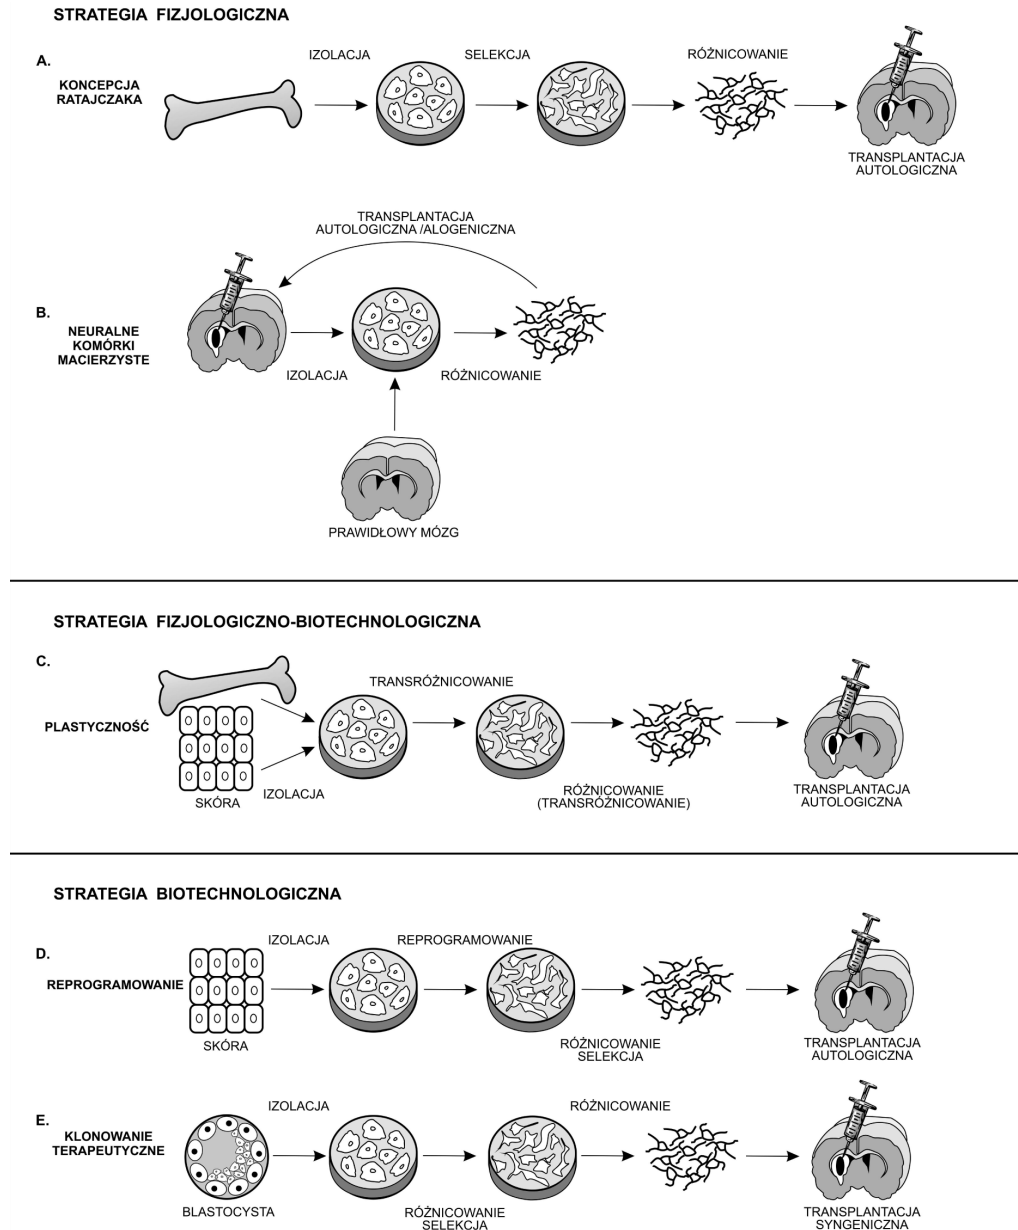 STRATEGIA FIZJOLOGICZNA
A.
KONCEPCJA
RATAJCZAKA
IZOLACJA
SELEKCJA
RÓŻNICOWANIE
TRANSPLANTACJA
AUTOLOGICZNA
TRANSPLANTACJA
AUTOLOGICZNA /ALOGENICZNA
B.
NEURALNE
KOMÓRKI
MACIERZYSTE
IZOLACJA
RÓŻNICOWANIE
PRAWIDŁOWY MÓZG
STRATEGIA FIZJOLOGICZNO-BIOTECHNOLOGICZNA
C.
PLASTYCZNOŚĆ
SKÓRA
IZOLACJA
TRANSRÓŻNICOWANIE
RÓŻNICOWANIE
(TRANSRÓŻNICOWANIE)
TRANSPLANTACJA
AUTOLOGICZNA
STRATEGIA BIOTECHNOLOGICZNA
D.
REPROGRAMOWANIE
SKÓRA
IZOLACJA
REPROGRAMOWANIE
RÓŻNICOWANIE
SELEKCJA
TRANSPLANTACJA
AUTOLOGICZNA
E.
KLONOWANIE
TERAPEUTYCZNE
BLASTOCYSTA
IZOLACJA
RÓŻNICOWANIE
SELEKCJA
RÓŻNICOWANIE
TRANSPLANTACJA
SYNGENICZNA